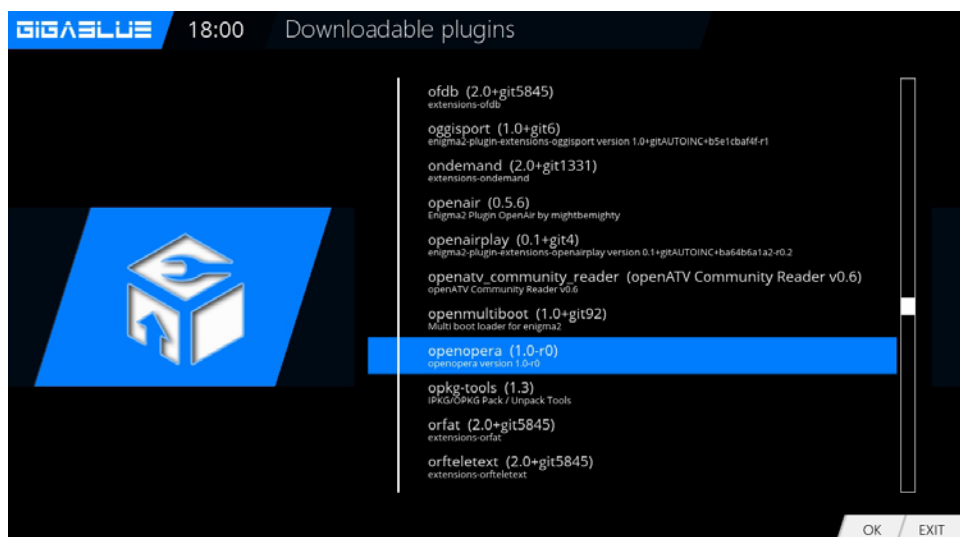 GIGABLUE
18:00
Downloadable plugins
ofdb (2.0+git5845)
extensions-ofdb
oggisport (1.0+git6)
enigma2-plugin-extensions-oggisport version 1.0+gitAUTOINC+b5e1cbaf4f-r1
ondemand (2.0+git1331)
extensions-ondemand
openair (0.5.6)
Enigma2 Plugin OpenAir by mightbemighty
openairplay (0.1+git4)
enigma2-plugin-extensions-openairplay version 0.1+gitAUTOINC+ba64b6a1a2-r0.2
openatv_community_reader (openATV Community Reader v0.6)
openATV Community Reader v0.6
openmultiboot (1.0+git92)
Multi boot loader for enigma2
openopera (1.0-r0)
openopera version 1.0-r0
opkg-tools (1.3)
IPKG/OPKG Pack / Unpack Tools
orfat (2.0+git5845)
extensions-orfat
orfteletext (2.0+git5845)
extensions-orfteletext
OK
EXIT